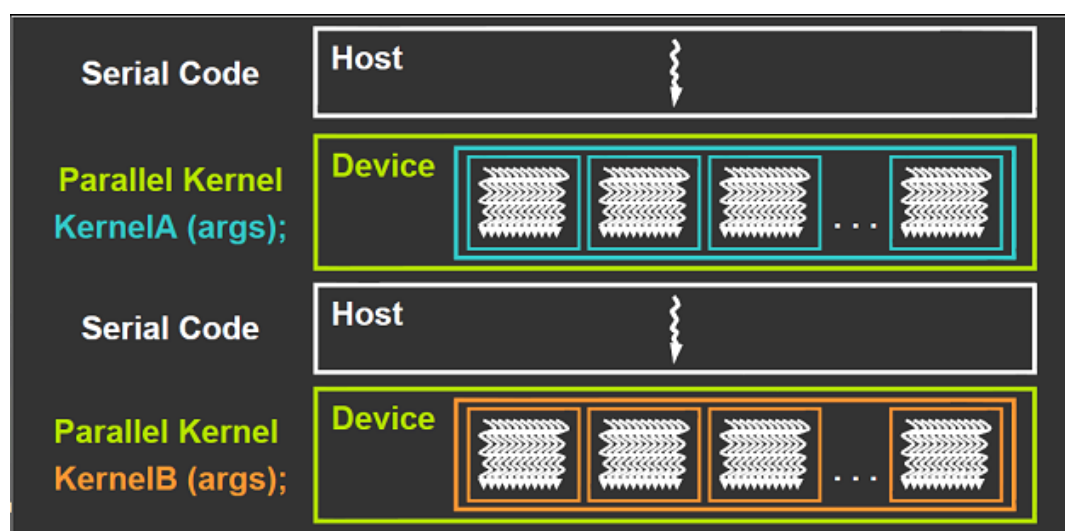 Serial Code
Host
Parallel Kernel
KernelA (args);
Device
. . .
Serial Code
Host
Parallel Kernel
KernelB (args);
Device
. . .